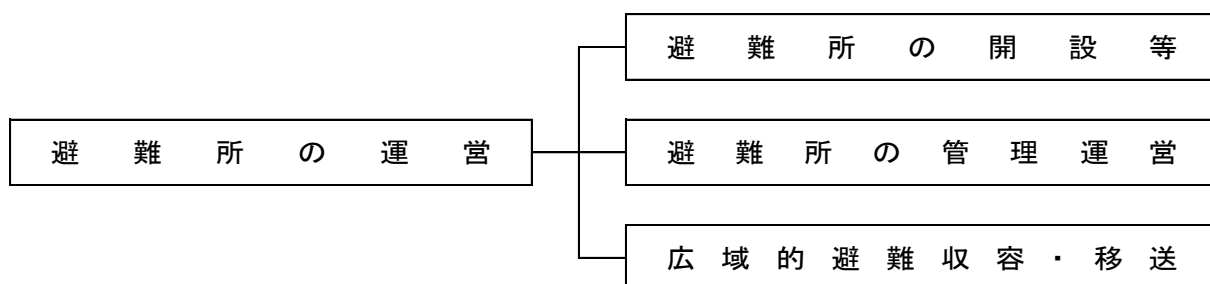 避難所の運営
避難所の開設等
避難所の管理運営
広域的避難収容・移送